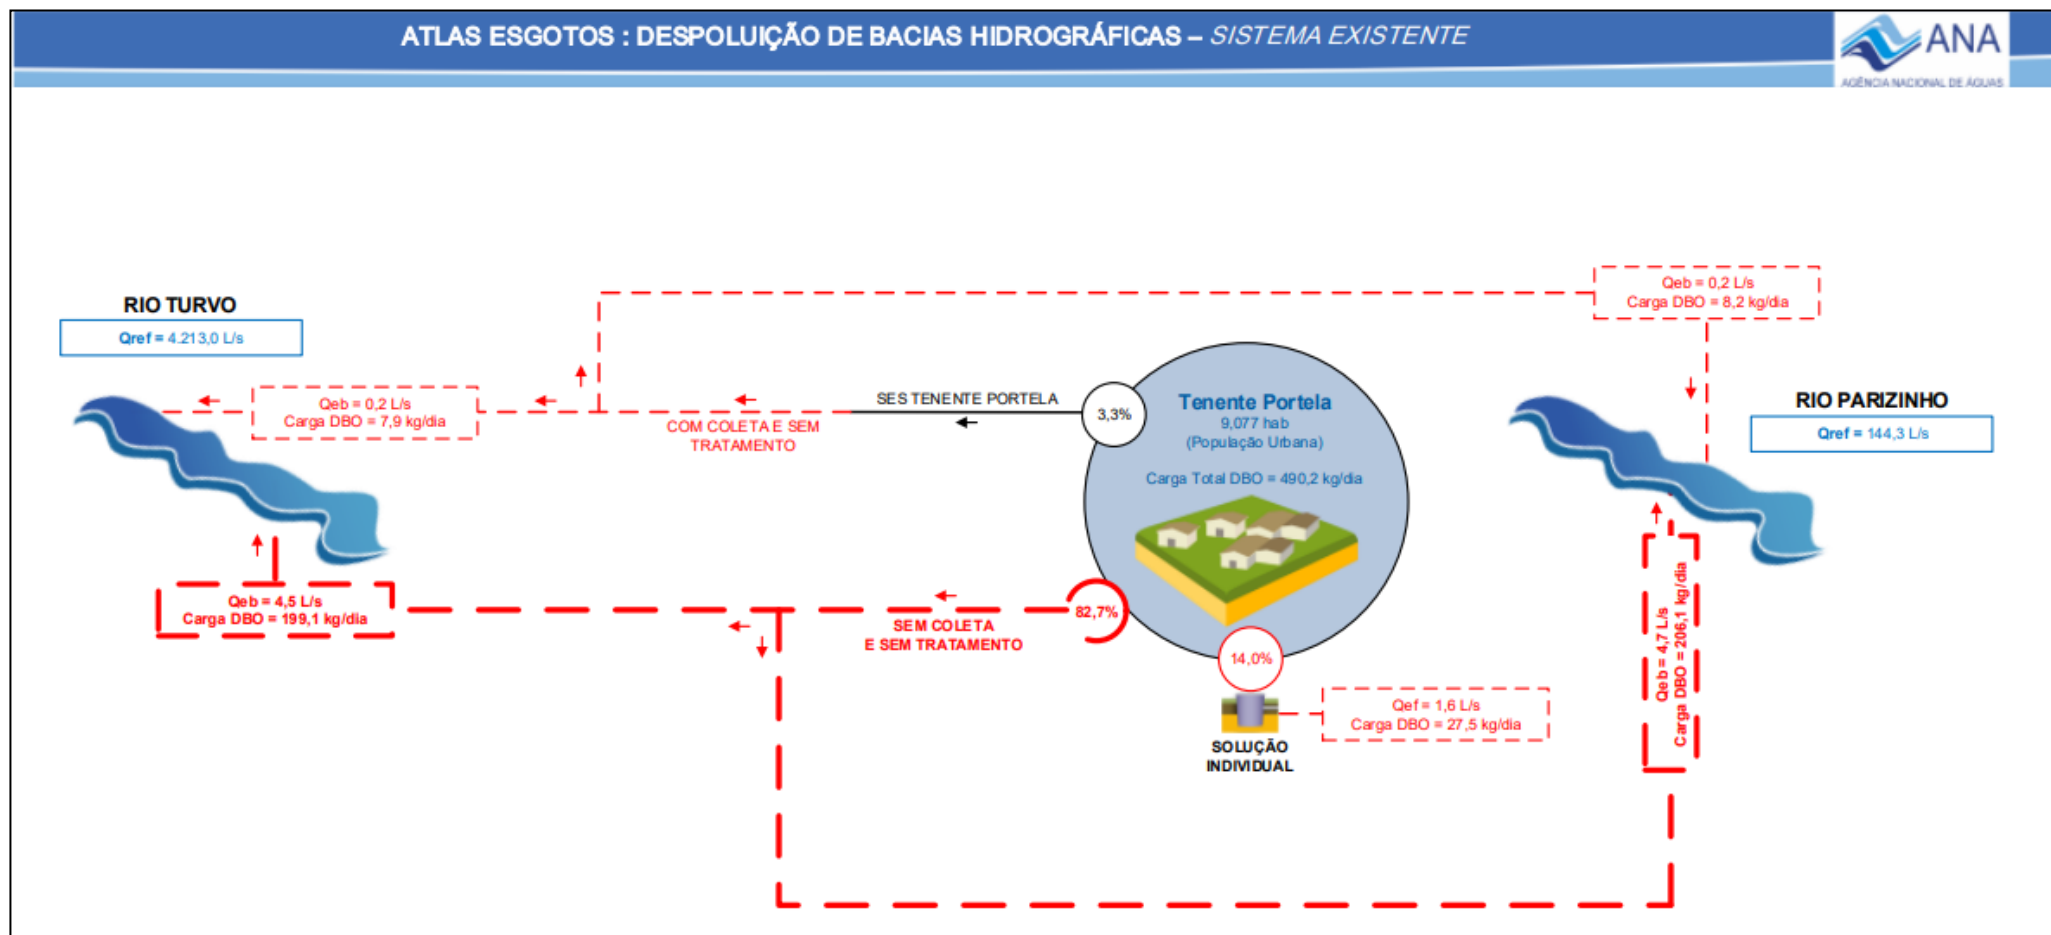 ATLAS ESGOTOS : DESPOLUIÇÃO DE BACIAS HIDROGRÁFICAS – SISTEMA EXISTENTE
ANA
AGÊNCIA NACIONAL DE ÁGUAS
Qeb = 0,2 L/s
Carga DBO = 8,2 kg/dia
RIO TURVO
Qref = 4.213,0 L/s
Qeb = 0,2 L/s
Carga DBO = 7,9 kg/dia
COM COLETA E SEM
TRATAMENTO
SES TENENTE PORTELA
3,3%
Tenente Portela
9,077 hab
(População Urbana)
Carga Total DBO = 490,2 kg/dia
RIO PARIZINHO
Qref = 144,3 L/s
Qeb = 4,5 L/s
Carga DBO = 199,1 kg/dia
SEM COLETA
E SEM TRATAMENTO
82,7%
14,0%
Qef = 1,6 L/s
Carga DBO = 27,5 kg/dia
SOLUÇÃO
INDIVIDUAL
Qeb = 4,7 L/s
Carga DBO = 206,1 kg/dia